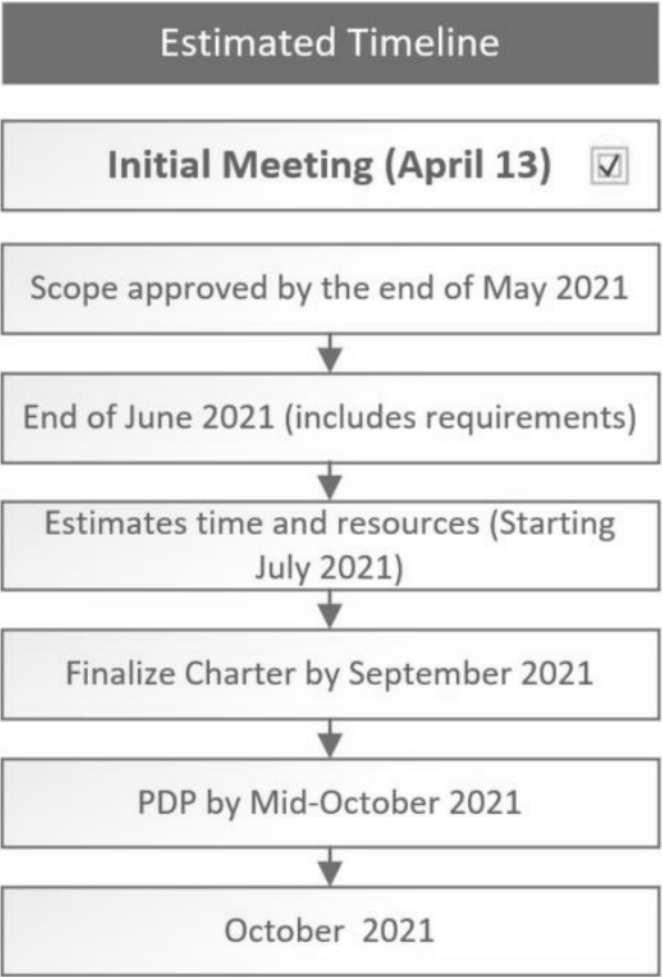 Estimated Timeline
Initial Meeting (April 13) ☑
Scope approved by the end of May 2021
End of June 2021 (includes requirements)
Estimates time and resources (Starting
July 2021)
Finalize Charter by September 2021
PDP by Mid-October 2021
October 2021